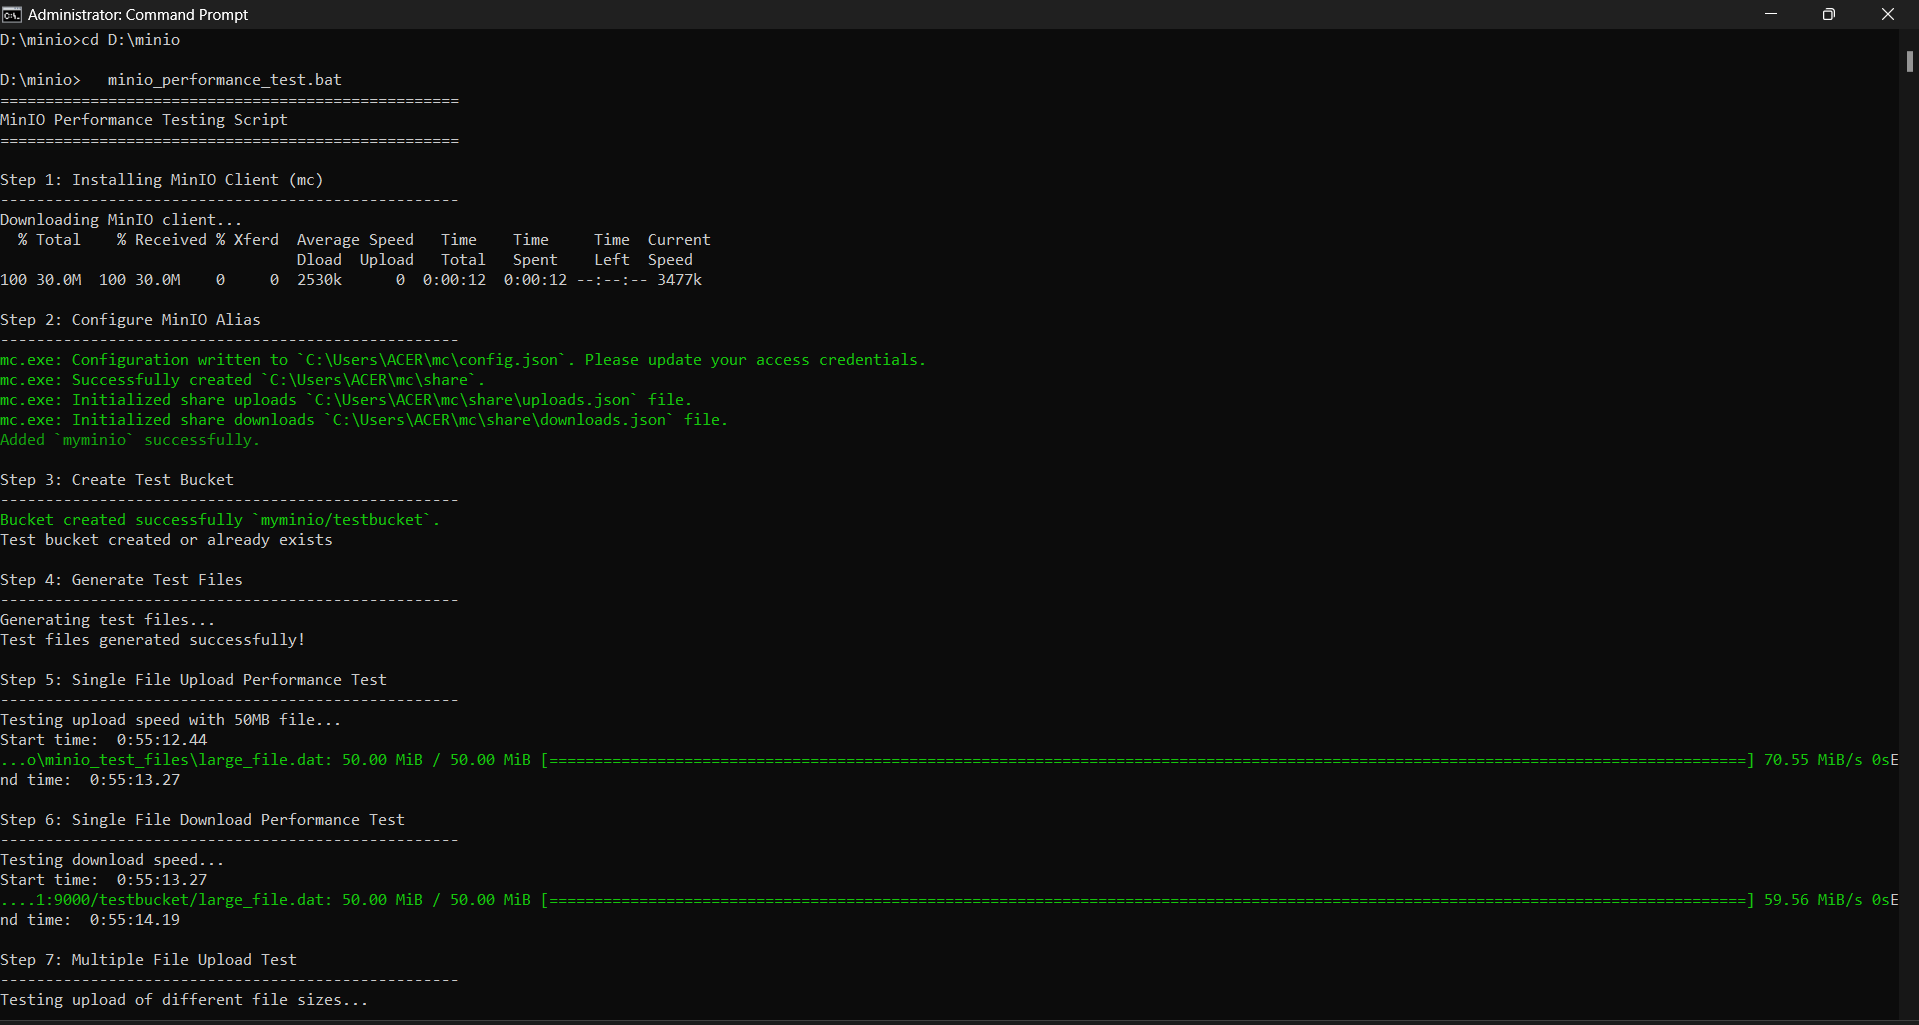 Administrator: Command Prompt
D:\minio>cd D:\minio
D:\minio>   minio_performance_test.bat
===================================================
MinIO Performance Testing Script
===================================================
Step 1: Installing MinIO Client (mc)
---------------------------------------------------
Downloading MinIO client...
  % Total    % Received % Xferd  Average Speed   Time    Time     Time  Current
                                 Dload  Upload   Total   Spent    Left  Speed
100 30.0M  100 30.0M    0     0  2530k      0  0:00:12  0:00:12 --:--:-- 3477k
Step 2: Configure MinIO Alias
---------------------------------------------------
mc.exe: Configuration written to `C:\Users\ACER\mc\config.json`. Please update your access credentials.
mc.exe: Successfully created `C:\Users\ACER\mc\share`.
mc.exe: Initialized share uploads `C:\Users\ACER\mc\share\uploads.json` file.
mc.exe: Initialized share downloads `C:\Users\ACER\mc\share\downloads.json` file.
Added `myminio` successfully.
Step 3: Create Test Bucket
---------------------------------------------------
Bucket created successfully `myminio/testbucket`.
Test bucket created or already exists
Step 4: Generate Test Files
---------------------------------------------------
Generating test files...
Test files generated successfully!
Step 5: Single File Upload Performance Test
---------------------------------------------------
Testing upload speed with 50MB file...
Start time:  0:55:12.44
...o\minio_test_files\large_file.dat: 50.00 MiB / 50.00 MiB [=====================================================================================================================================] 70.55 MiB/s 0sE
nd time:  0:55:13.27
Step 6: Single File Download Performance Test
---------------------------------------------------
Testing download speed...
Start time:  0:55:13.27
....1:9000/testbucket/large_file.dat: 50.00 MiB / 50.00 MiB [=====================================================================================================================================] 59.56 MiB/s 0sE
nd time:  0:55:14.19
Step 7: Multiple File Upload Test
---------------------------------------------------
Testing upload of different file sizes...